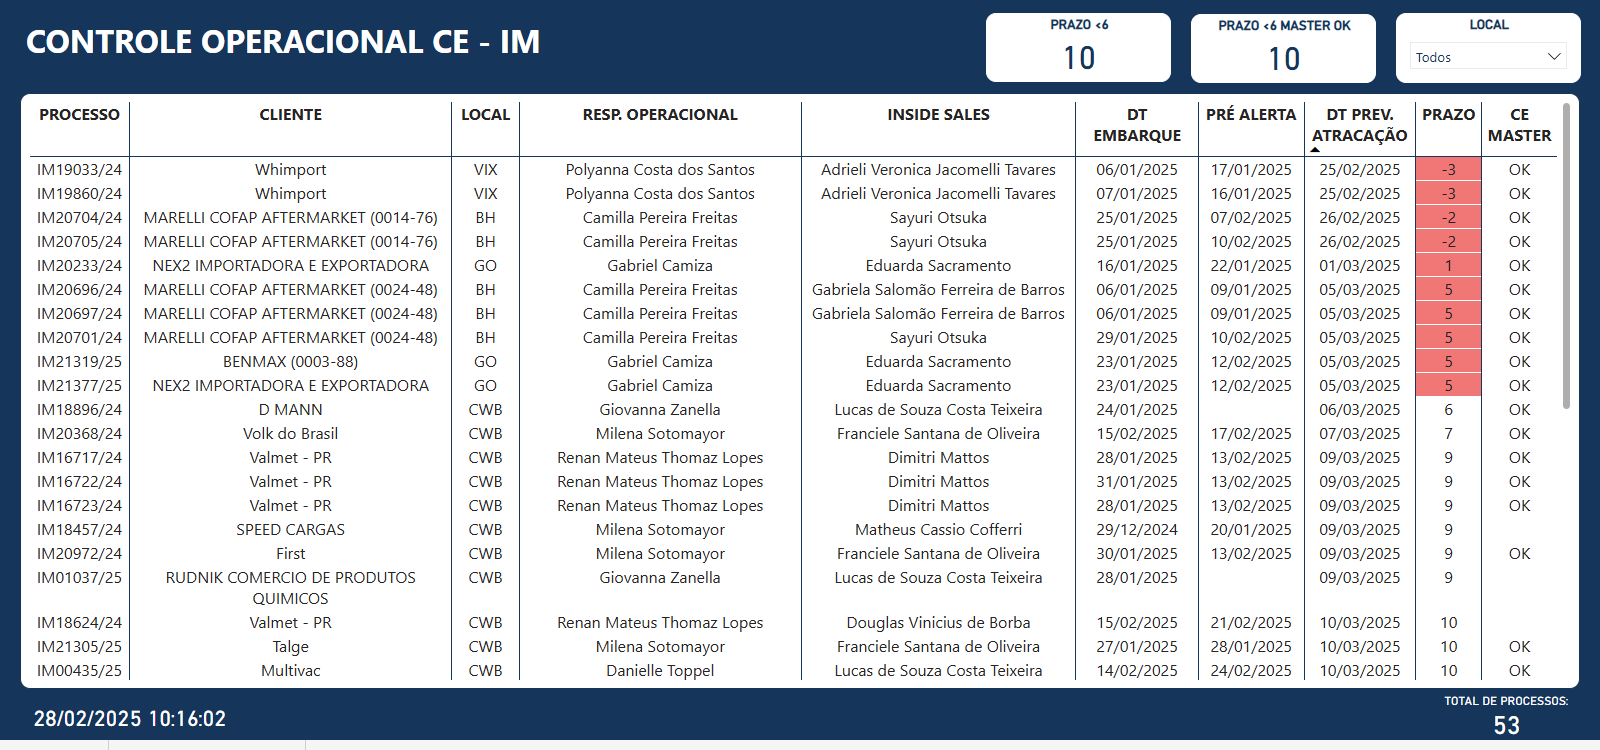 CONTROLE OPERACIONAL CE - IM
PRAZO <6
10
PRAZO <6 MASTER OK
10
LOCAL
Todos
PROCESSO CLIENTE LOCAL RESP. OPERACIONAL INSIDE SALES DT EMBARQUE PRÉ ALERTA DT PREV. ATRACAÇÃO PRAZO CE MASTER
IM19033/24 Whimport VIX Polyanna Costa dos Santos Adrieli Veronica Jacomelli Tavares 06/01/2025 17/01/2025 25/02/2025 -3 OK
IM19860/24 Whimport VIX Polyanna Costa dos Santos Adrieli Veronica Jacomelli Tavares 07/01/2025 16/01/2025 25/02/2025 -3 OK
IM20704/24 MARELLI COFAP AFTERMARKET (0014-76) BH Camilla Pereira Freitas Sayuri Otsuka 25/01/2025 07/02/2025 26/02/2025 -2 OK
IM20705/24 MARELLI COFAP AFTERMARKET (0014-76) BH Camilla Pereira Freitas Sayuri Otsuka 25/01/2025 10/02/2025 26/02/2025 -2 OK
IM20233/24 NEX2 IMPORTADORA E EXPORTADORA GO Gabriel Camiza Eduarda Sacramento 16/01/2025 22/01/2025 01/03/2025 1 OK
IM20696/24 MARELLI COFAP AFTERMARKET (0024-48) BH Camilla Pereira Freitas Gabriela Salomão Ferreira de Barros 06/01/2025 09/01/2025 05/03/2025 5 OK
IM20697/24 MARELLI COFAP AFTERMARKET (0024-48) BH Camilla Pereira Freitas Gabriela Salomão Ferreira de Barros 06/01/2025 09/01/2025 05/03/2025 5 OK
IM20701/24 MARELLI COFAP AFTERMARKET (0024-48) BH Camilla Pereira Freitas Sayuri Otsuka 29/01/2025 10/02/2025 05/03/2025 5 OK
IM21319/25 BENMAX (0003-88) GO Gabriel Camiza Eduarda Sacramento 23/01/2025 12/02/2025 05/03/2025 5 OK
IM21377/25 NEX2 IMPORTADORA E EXPORTADORA GO Gabriel Camiza Eduarda Sacramento 23/01/2025 12/02/2025 05/03/2025 5 OK
IM18896/24 D MANN CWB Giovanna Zanella Lucas de Souza Costa Teixeira 24/01/2025 06/03/2025 6 OK
IM20368/24 Volk do Brasil CWB Milena Sotomayor Franciele Santana de Oliveira 15/02/2025 17/02/2025 07/03/2025 7 OK
IM16717/24 Valmet - PR CWB Renan Mateus Thomaz Lopes Dimitri Mattos 28/01/2025 13/02/2025 09/03/2025 9 OK
IM16722/24 Valmet - PR CWB Renan Mateus Thomaz Lopes Dimitri Mattos 31/01/2025 13/02/2025 09/03/2025 9 OK
IM16723/24 Valmet - PR CWB Renan Mateus Thomaz Lopes Dimitri Mattos 28/01/2025 13/02/2025 09/03/2025 9 OK
IM18457/24 SPEED CARGAS CWB Milena Sotomayor Matheus Cassio Cofferri 29/12/2024 20/01/2025 09/03/2025 9
IM20972/24 First CWB Milena Sotomayor Franciele Santana de Oliveira 30/01/2025 13/02/2025 09/03/2025 9 OK
IM01037/25 RUDNIK COMERCIO DE PRODUTOS QUIMICOS CWB Giovanna Zanella Lucas de Souza Costa Teixeira 28/01/2025 09/03/2025 9
IM18624/24 Valmet - PR CWB Renan Mateus Thomaz Lopes Douglas Vinicius de Borba 15/02/2025 21/02/2025 10/03/2025 10
IM21305/25 Talge CWB Milena Sotomayor Franciele Santana de Oliveira 27/01/2025 28/01/2025 10/03/2025 10 OK
IM00435/25 Multivac CWB Danielle Toppel Lucas de Souza Costa Teixeira 14/02/2025 24/02/2025 10/03/2025 10 OK
28/02/2025 10:16:02
TOTAL DE PROCESSOS:
53